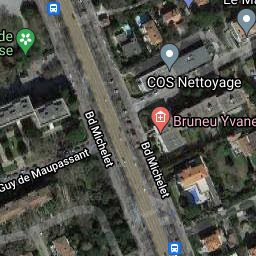 Le M
de
se
COS Nettoyage
Bruneu Yvane
Bd Michelet
Bd Michelet
Guy de Maupassant